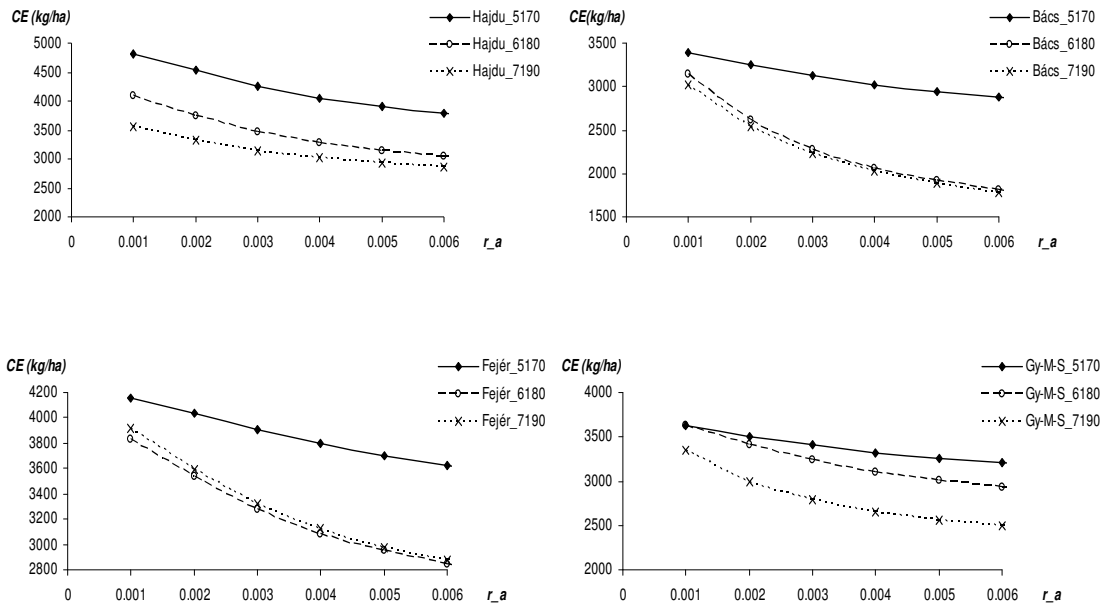 CE (kg/ha)
Hajdu_5170
Hajdu_6180
Hajdu_7190
5000
4500
4000
3500
3000
2500
2000
0 0.001 0.002 0.003 0.004 0.005 0.006 r_a
CE(kg/ha)
Bács_5170
Bács_6180
Bács_7190
3500
3000
2500
2000
1500
0 0.001 0.002 0.003 0.004 0.005 0.006 r_a
CE (kg/ha)
Fejér_5170
Fejér_6180
Fejér_7190
4200
4000
3800
3600
3400
3200
3000
2800
0 0.001 0.002 0.003 0.004 0.005 0.006 r_a
CE (kg/ha)
Gy-M-S_5170
Gy-M-S_6180
Gy-M-S_7190
4000
3500
3000
2500
2000
0 0.001 0.002 0.003 0.004 0.005 0.006 r_a